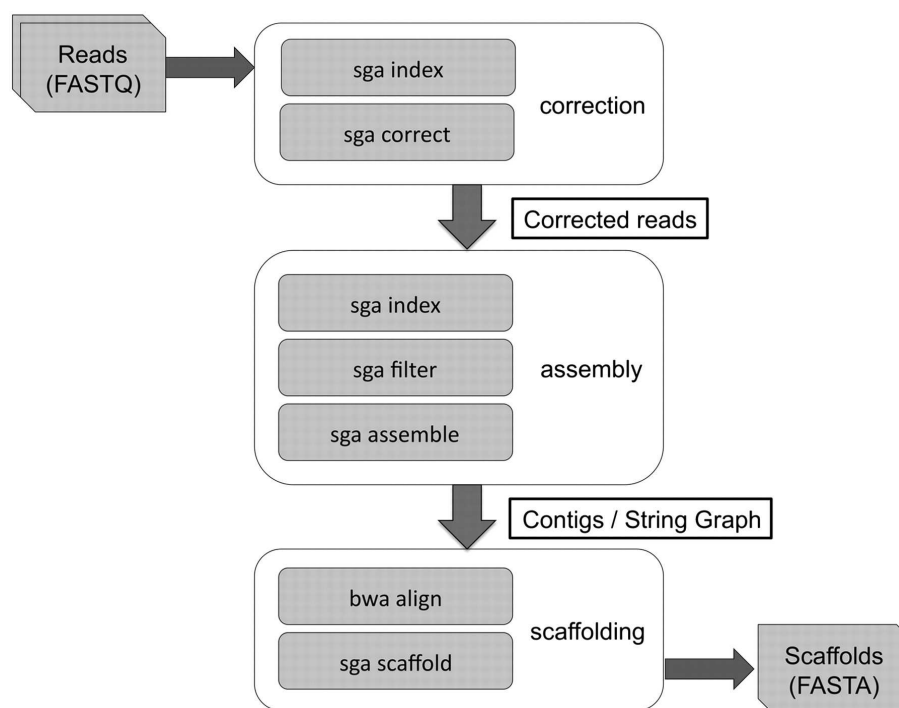 Reads
(FASTQ)
sga index
sga correct
correction
Corrected reads
sga index
sga filter
sga assemble
assembly
Contigs / String Graph
bwa align
sga scaffold
scaffolding
Scaffolds
(FASTA)